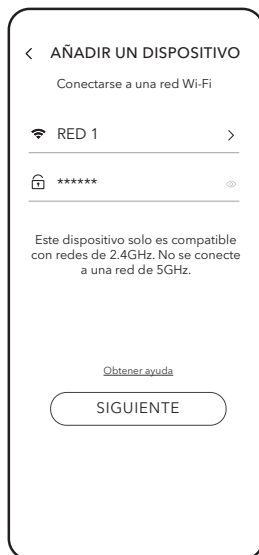 AÑADIR UN DISPOSITIVO
Conectarse a una red Wi-Fi
RED 1
******
Este dispositivo solo es compatible
con redes de 2.4GHz. No se conecte
a una red de 5GHz.
Obtener ayuda
SIGUIENTE